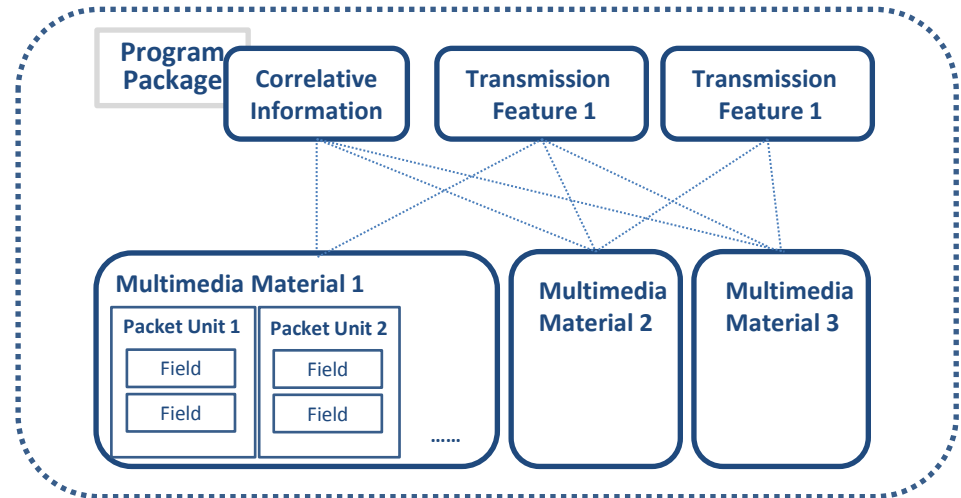 Program
Package
Correlative
Information
Transmission
Feature 1
Transmission
Feature 1
Multimedia Material 1
Packet Unit 1
Field
Field
Packet Unit 2
Field
Field
......
Multimedia
Material 2
Multimedia
Material 3